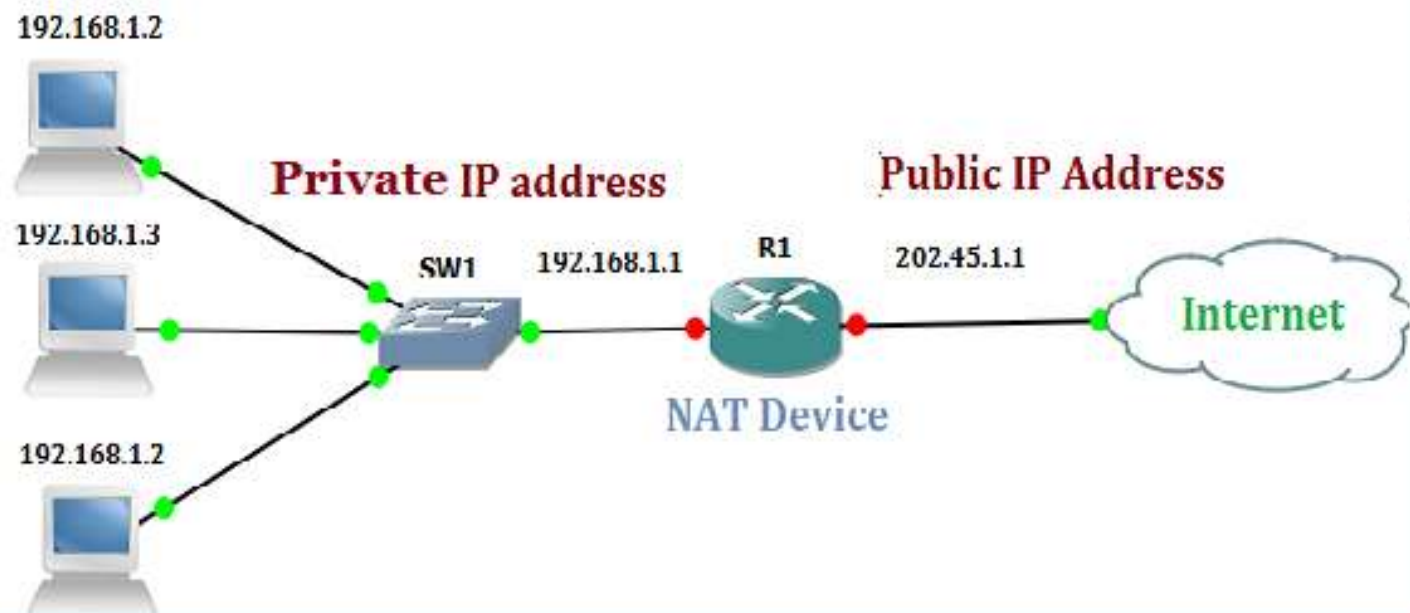 192.168.1.2
Private IP address
Public IP Address
192.168.1.3
SW1
192.168.1.1
R1
202.45.1.1
Internet
NAT Device
192.168.1.2